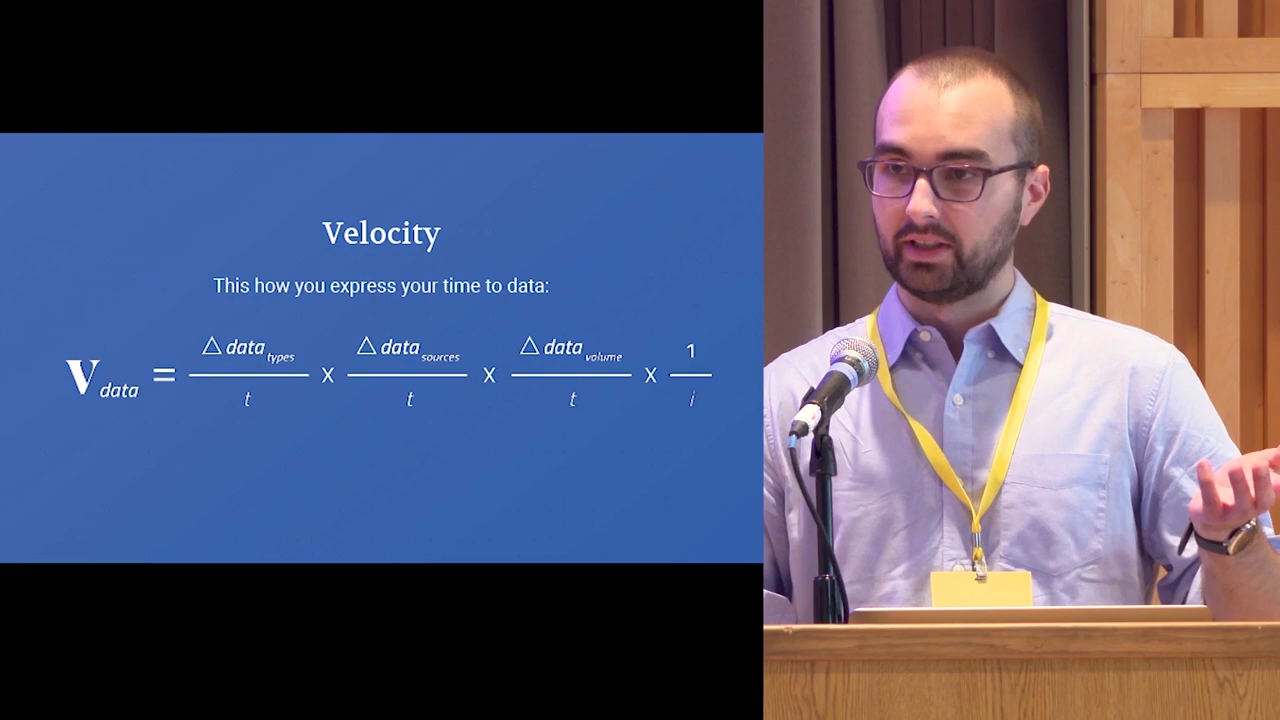 Velocity
This how you express your time to data:
V data = △ data types / t x △ data sources / t x △ data volume / t x 1 / i